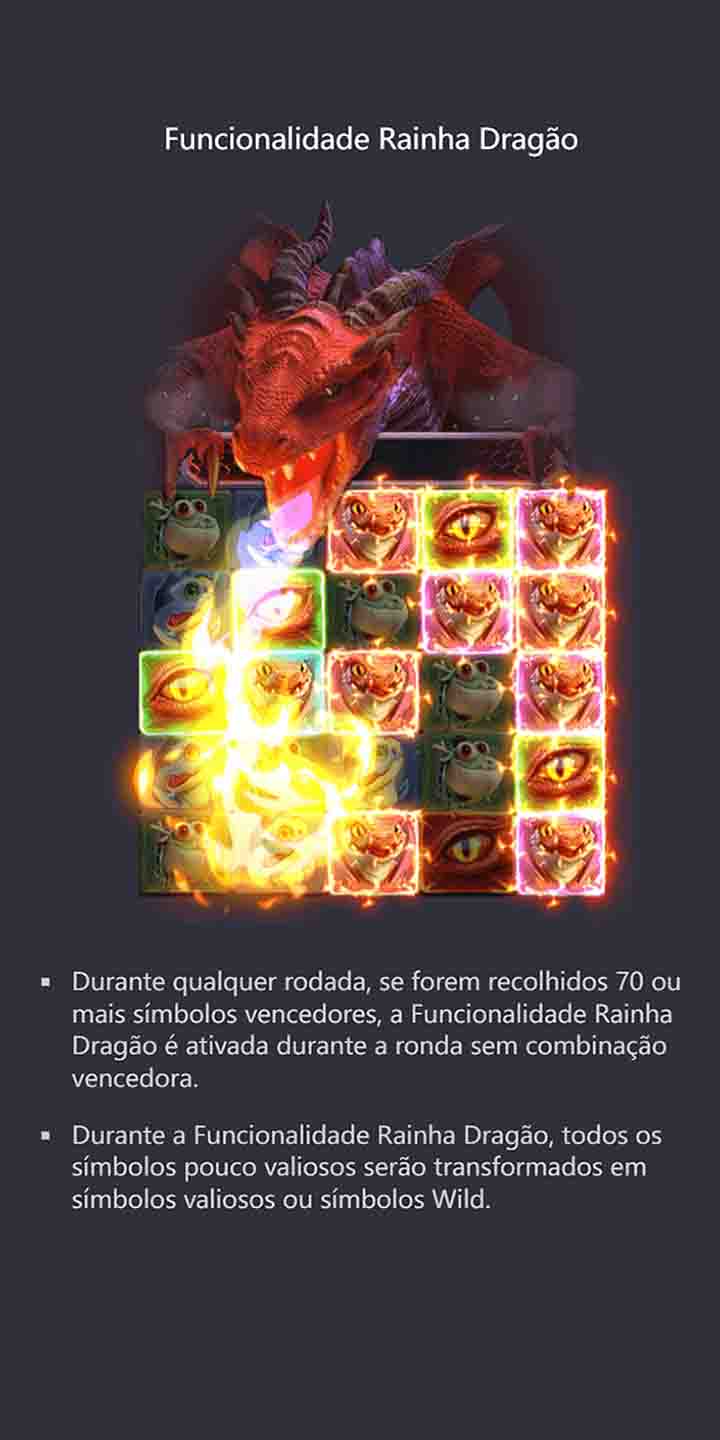 Funcionalidade Rainha Dragão
▪ Durante qualquer rodada, se forem recolhidos 70 ou
mais símbolos vencedores, a Funcionalidade Rainha
Dragão é ativada durante a ronda sem combinação
vencedora.
▪ Durante a Funcionalidade Rainha Dragão, todos os
símbolos pouco valiosos serão transformados em
símbolos valiosos ou símbolos Wild.